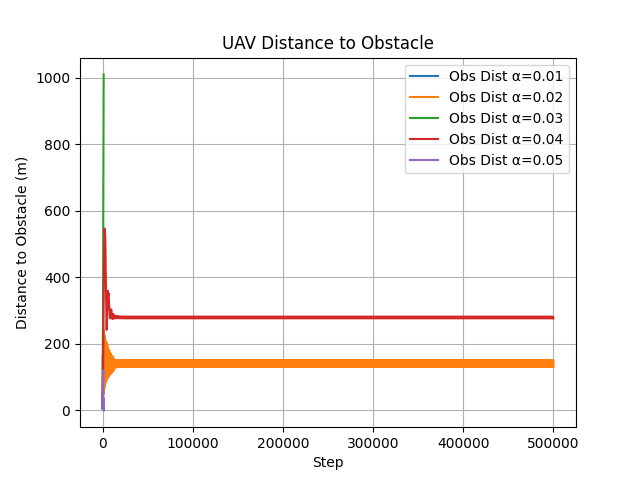 UAV Distance to Obstacle
Obs Dist α=0.01
Obs Dist α=0.02
Obs Dist α=0.03
Obs Dist α=0.04
Obs Dist α=0.05
Distance to Obstacle (m)
1000
800
600
400
200
0
0 100000 200000 300000 400000 500000
Step